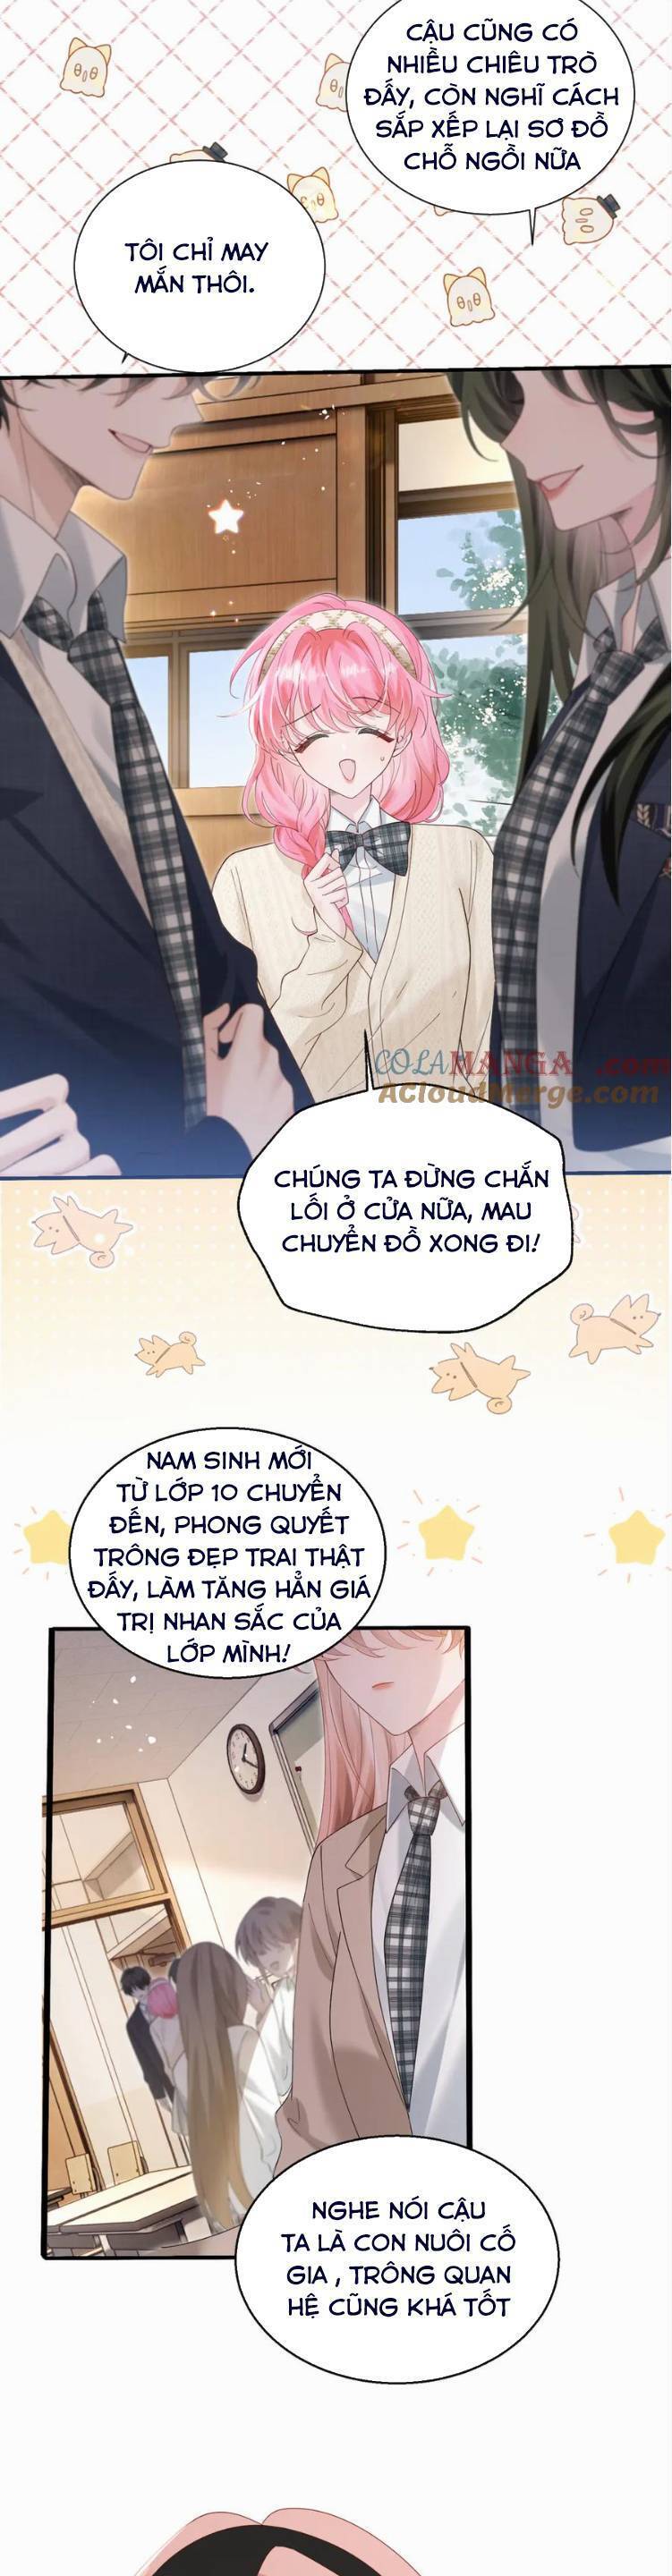 CẬU CŨNG CÓ
NHIỀU CHIÊU TRÒ
ĐẤY, CÒN NGHĨ CÁCH
SẮP XẾP LẠI SƠ ĐỒ
CHỖ NGỒI NỮA
TÔI CHỈ MAY
MẮN THÔI.
COLAMANGA.com
ACloudMerge.com
CHÚNG TA ĐỪNG CHẮN
LỐI Ở CỬA NỮA, MAU
CHUYỂN ĐỒ XONG ĐI!
NAM SINH MỚI
TỪ LỚP 10 CHUYỂN
ĐẾN, PHONG QUYẾT
TRÔNG ĐẸP TRAI THẬT
ĐẤY, LÀM TĂNG HẲN GIÁ
TRỊ NHAN SẮC CỦA
LỚP MÌNH!
NGHE NÓI CẬU
TA LÀ CON NUÔI CỐ
GIA , TRÔNG QUAN
HỆ CŨNG KHÁ TỐT